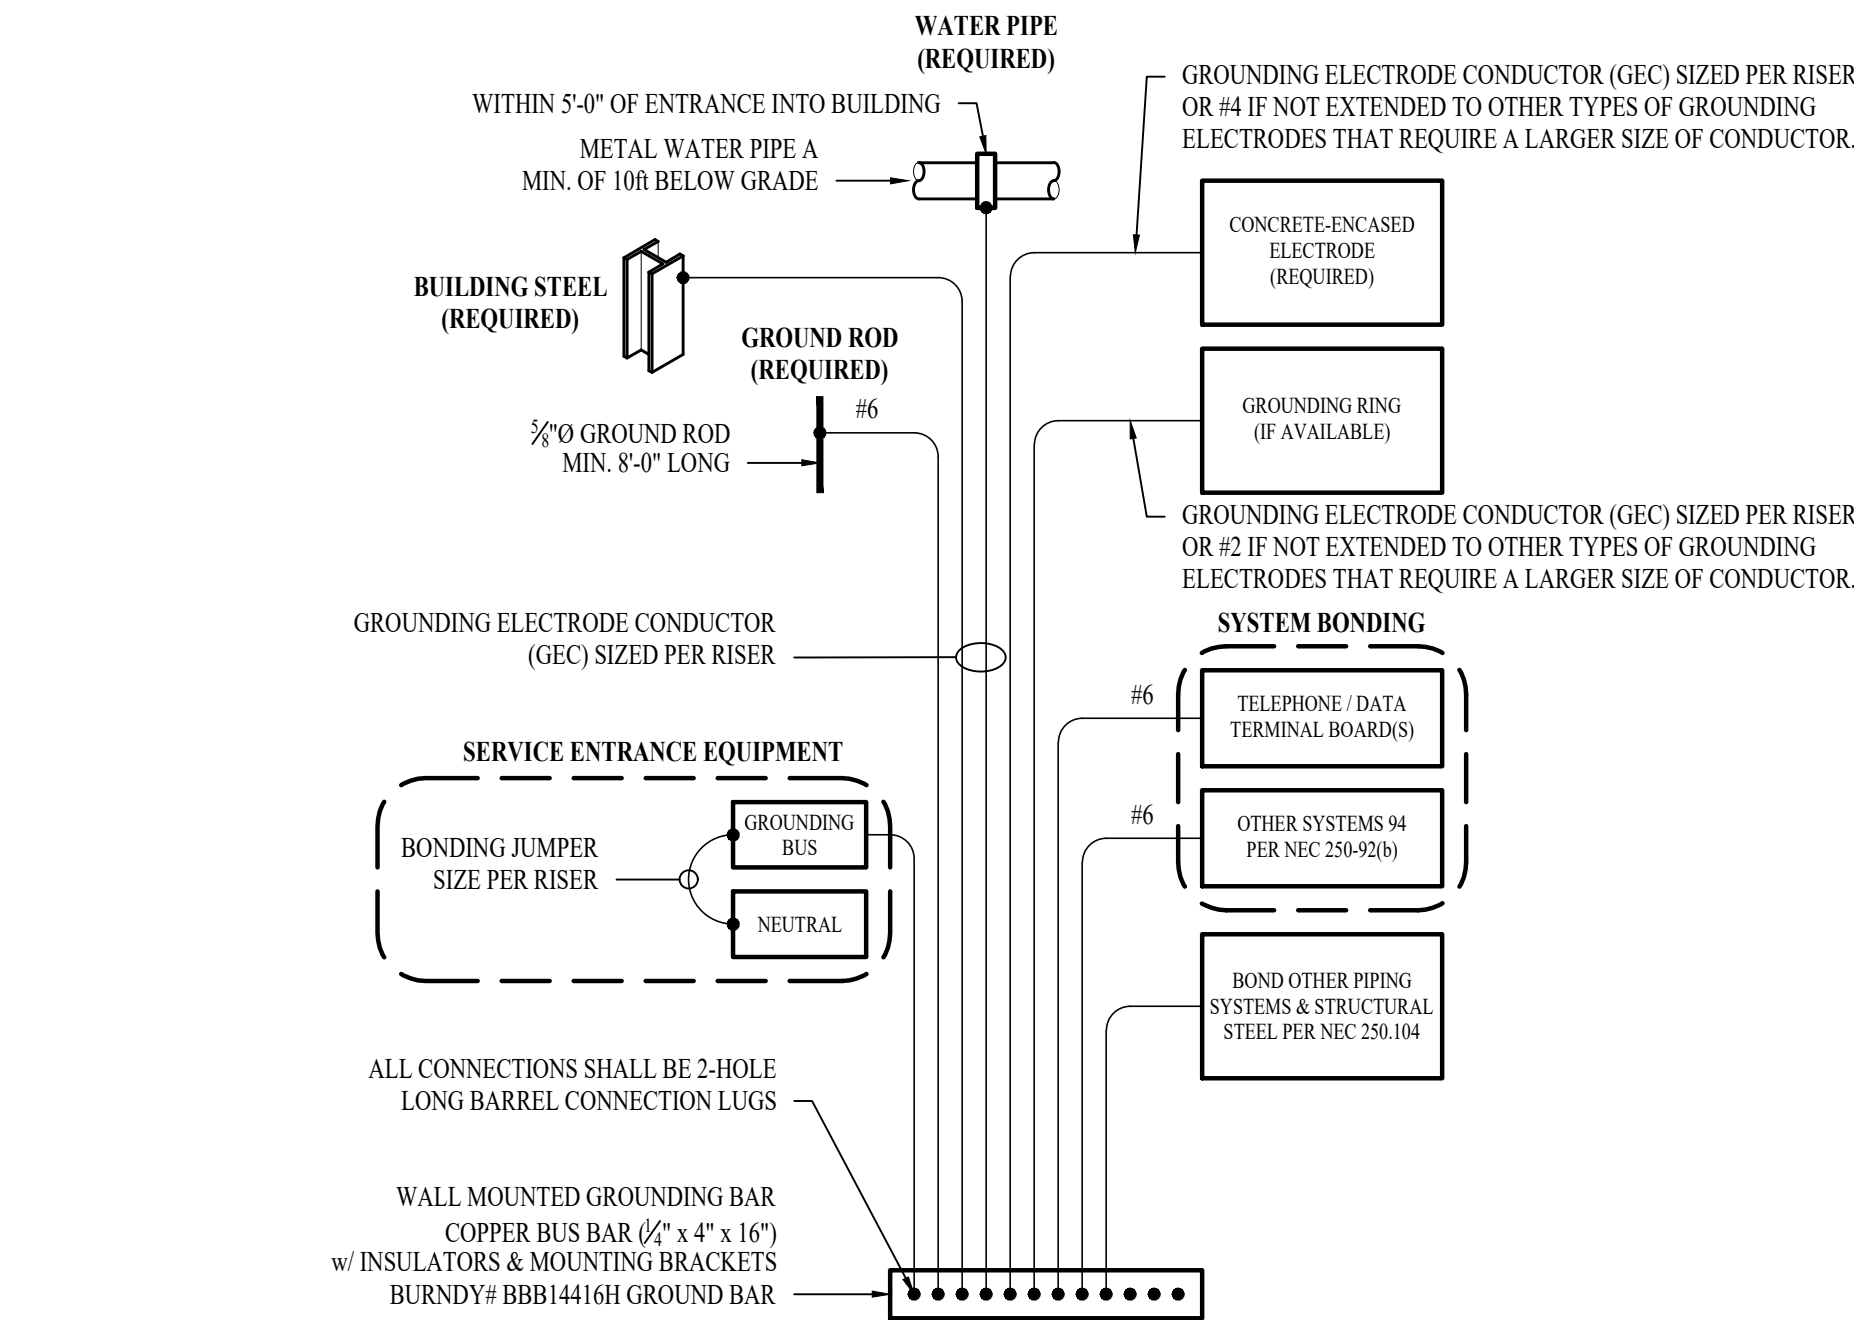 WATER PIPE
(REQUIRED)
WITHIN 5'-0" OF ENTRANCE INTO BUILDING
METAL WATER PIPE A
MIN. OF 10ft BELOW GRADE
GROUNDING ELECTRODE CONDUCTOR (GEC) SIZED PER RISER
OR #4 IF NOT EXTENDED TO OTHER TYPES OF GROUNDING
ELECTRODES THAT REQUIRE A LARGER SIZE OF CONDUCTOR.
CONCRETE-ENCASED
ELECTRODE
(REQUIRED)
BUILDING STEEL
(REQUIRED)
GROUND ROD
(REQUIRED)
#6
⅝"Ø GROUND ROD
MIN. 8'-0" LONG
GROUNDING RING
(IF AVAILABLE)
GROUNDING ELECTRODE CONDUCTOR (GEC) SIZED PER RISER
OR #2 IF NOT EXTENDED TO OTHER TYPES OF GROUNDING
ELECTRODES THAT REQUIRE A LARGER SIZE OF CONDUCTOR.
GROUNDING ELECTRODE CONDUCTOR
(GEC) SIZED PER RISER
SYSTEM BONDING
#6
TELEPHONE / DATA
TERMINAL BOARD(S)
#6
OTHER SYSTEMS 94
PER NEC 250-92(b)
SERVICE ENTRANCE EQUIPMENT
GROUNDING
BUS
BONDING JUMPER
SIZE PER RISER
NEUTRAL
BOND OTHER PIPING
SYSTEMS & STRUCTURAL
STEEL PER NEC 250.104
ALL CONNECTIONS SHALL BE 2-HOLE
LONG BARREL CONNECTION LUGS
WALL MOUNTED GROUNDING BAR
COPPER BUS BAR (¼" x 4" x 16")
w/ INSULATORS & MOUNTING BRACKETS
BURNDY# BBB14416H GROUND BAR